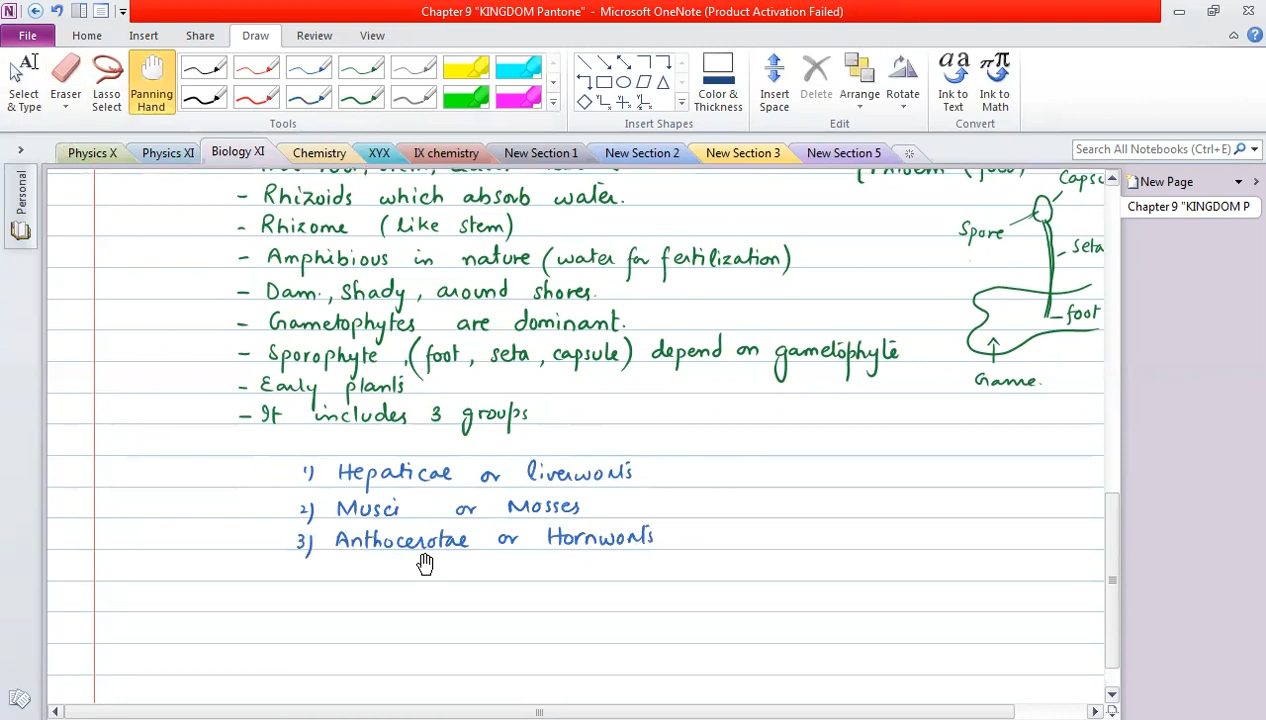 Chapter 9 "KINGDOM Pantone" - Microsoft OneNote (Product Activation Failed)
File Home Insert Share Draw Review View
Select & Type
Eraser
Lasso Select
Panning Hand
Color & Thickness
Insert Space
Delete
Arrange
Rotate
Ink to Text
Ink to Math
Tools
Insert Shapes
Edit
Convert
Physics X Physics XI Biology XI Chemistry XYX IX chemistry New Section 1 New Section 2 New Section 3 New Section 5
Search All Notebooks (Ctrl+E)
Personal
New Page
Chapter 9 "KINGDOM P
- Rhizoids which absorb water.
- Rhizome (like stem)
- Amphibious in nature (water for fertilization)
- Dam., Shady, around shores.
- Gametophytes are dominant.
- Sporophyte, (foot, seta, capsule) depend on gametophyte
- Early plants
- It includes 3 groups
1) Hepaticae or liverworts
2) Musci or Mosses
3) Anthocerotae or Hornworts
Capsu
Spore
Seta
foot
Game.